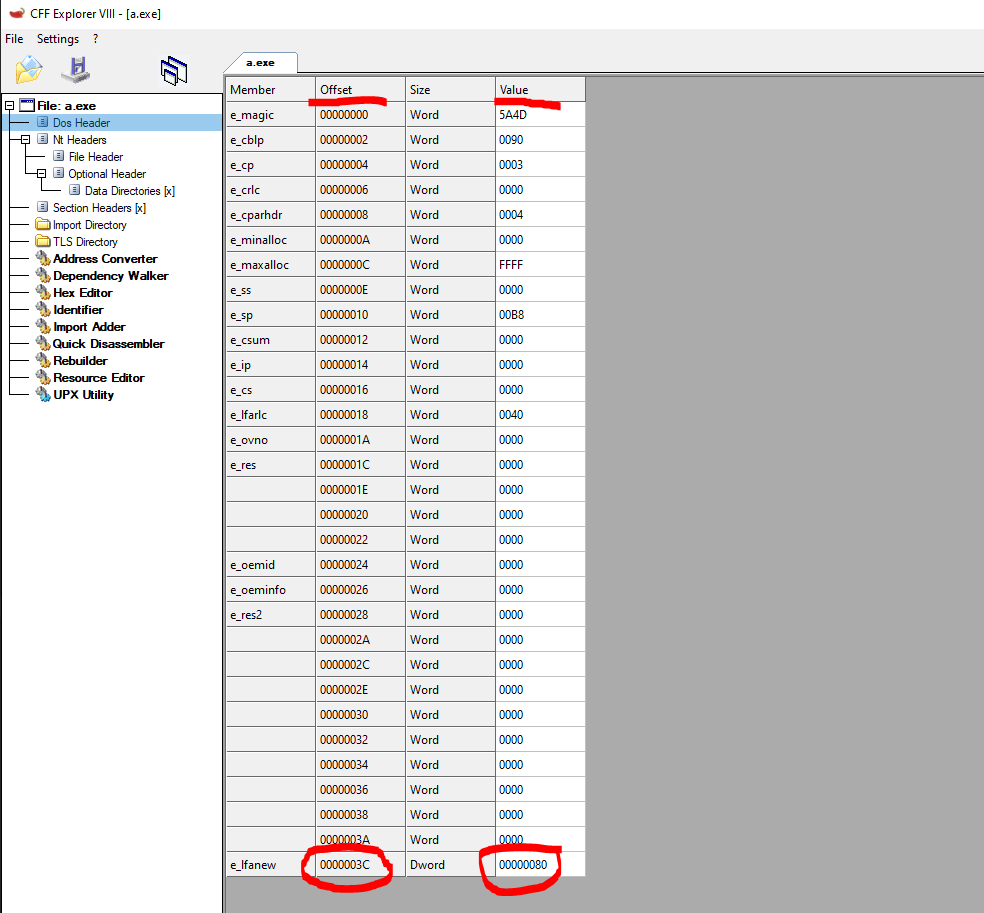 CFF Explorer VIII - [a.exe]
File Settings ?
a.exe
File: a.exe
Dos Header
Nt Headers
File Header
Optional Header
Data Directories [x]
Section Headers [x]
Import Directory
TLS Directory
Address Converter
Dependency Walker
Hex Editor
Identifier
Import Adder
Quick Disassembler
Rebuilder
Resource Editor
UPX Utility
Member Offset Size Value
e_magic 00000000 Word 5A4D
e_cblp 00000002 Word 0090
e_cp 00000004 Word 0003
e_crlc 00000006 Word 0000
e_cparhdr 00000008 Word 0004
e_minalloc 0000000A Word 0000
e_maxalloc 0000000C Word FFFF
e_ss 0000000E Word 0000
e_sp 00000010 Word 00B8
e_csum 00000012 Word 0000
e_ip 00000014 Word 0000
e_cs 00000016 Word 0000
e_lfarlc 00000018 Word 0040
e_ovno 0000001A Word 0000
e_res 0000001C Word 0000
0000001E Word 0000
00000020 Word 0000
00000022 Word 0000
e_oemid 00000024 Word 0000
e_oeminfo 00000026 Word 0000
e_res2 00000028 Word 0000
0000002A Word 0000
0000002C Word 0000
0000002E Word 0000
00000030 Word 0000
00000032 Word 0000
00000034 Word 0000
00000036 Word 0000
00000038 Word 0000
0000003A Word 0000
e_lfanew 0000003C Dword 00000080